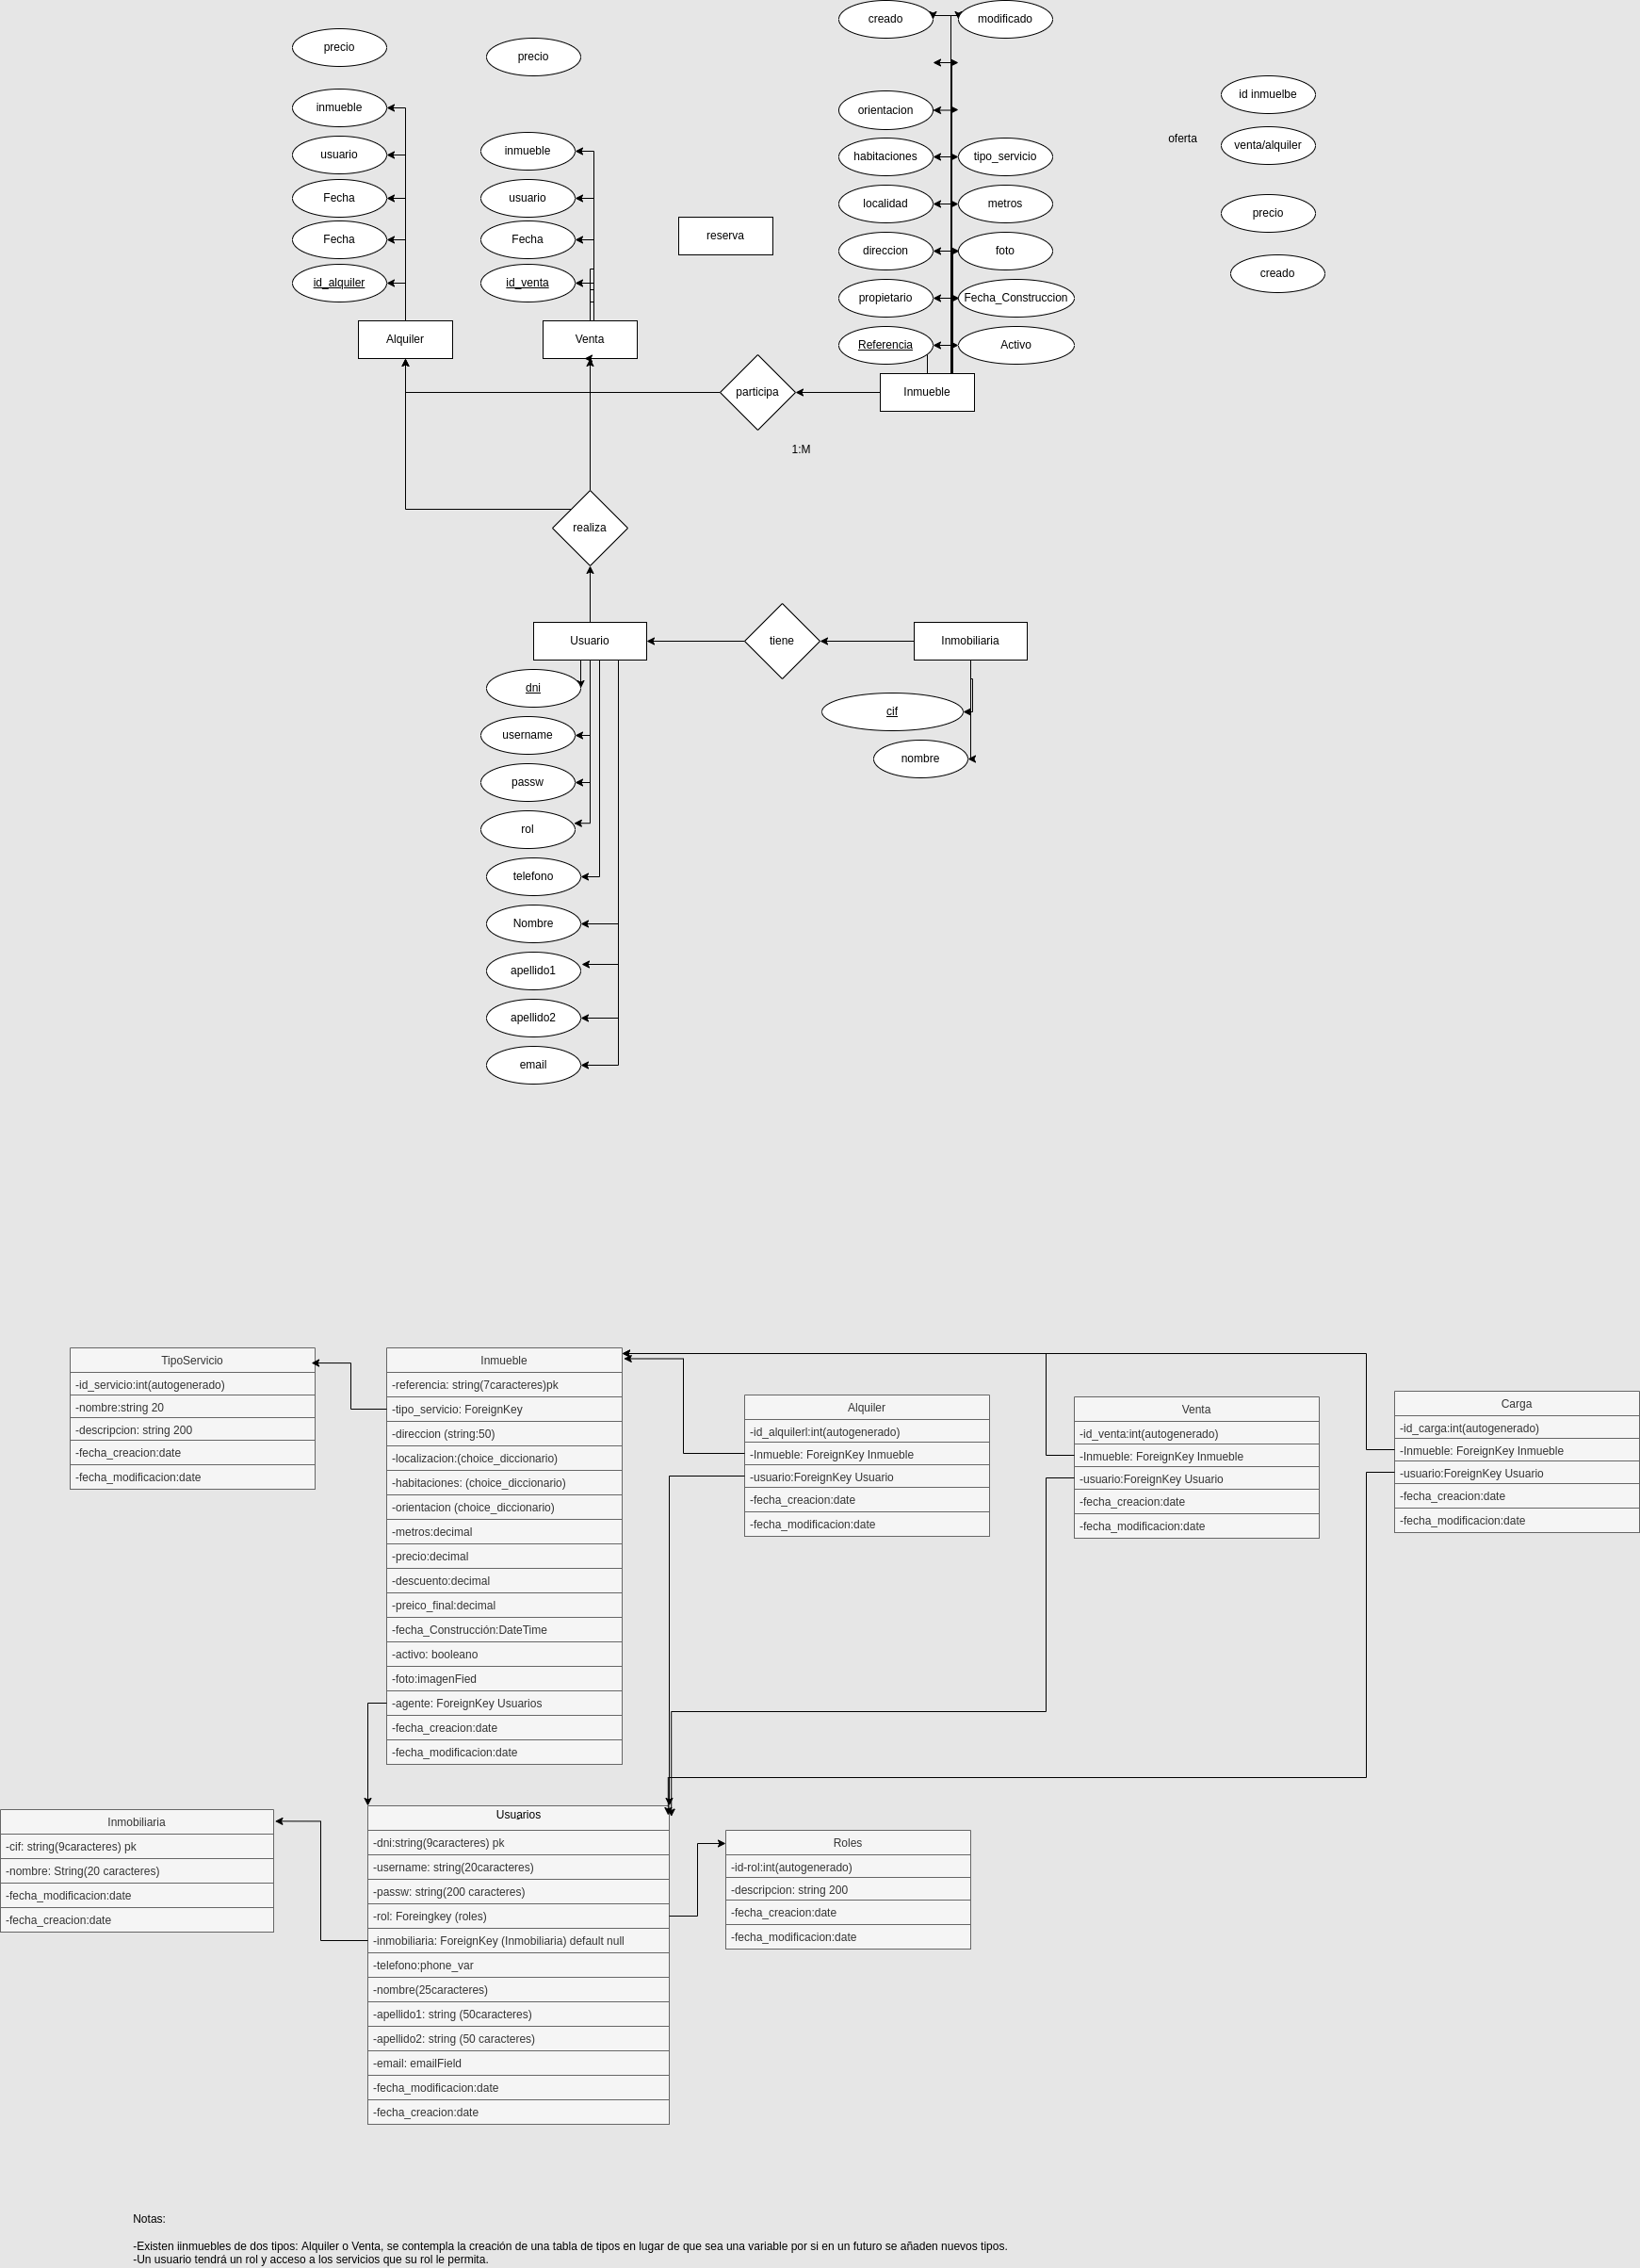 creado
modificado
precio
precio
id inmuelbe
inmueble
orientacion
oferta
venta/alquiler
usuario
inmueble
habitaciones
tipo_servicio
Fecha
usuario
localidad
metros
precio
Fecha
Fecha
reserva
direccion
foto
creado
id_alquiler
id_venta
propietario
Fecha_Construccion
Alquiler
Venta
Referencia
Activo
participa
Inmueble
1:M
realiza
Usuario
tiene
Inmobiliaria
dni
cif
username
nombre
passw
rol
telefono
Nombre
apellido1
apellido2
email
TipoServicio
-id_servicio:int(autogenerado)
-nombre:string 20
-descripcion: string 200
-fecha_creacion:date
-fecha_modificacion:date
Inmueble
-referencia: string(7caracteres)pk
-tipo_servicio: ForeignKey
-direccion (string:50)
-localizacion:(choice_diccionario)
-habitaciones: (choice_diccionario)
-orientacion (choice_diccionario)
-metros:decimal
-precio:decimal
-descuento:decimal
-preico_final:decimal
-fecha_Construcción:DateTime
-activo: booleano
-foto:imagenFied
-agente: ForeignKey Usuarios
-fecha_creacion:date
-fecha_modificacion:date
Alquiler
-id_alquilerl:int(autogenerado)
-Inmueble: ForeignKey Inmueble
-usuario:ForeignKey Usuario
-fecha_creacion:date
-fecha_modificacion:date
Venta
-id_venta:int(autogenerado)
-Inmueble: ForeignKey Inmueble
-usuario:ForeignKey Usuario
-fecha_creacion:date
-fecha_modificacion:date
Carga
-id_carga:int(autogenerado)
-Inmueble: ForeignKey Inmueble
-usuario:ForeignKey Usuario
-fecha_creacion:date
-fecha_modificacion:date
Inmobiliaria
-cif: string(9caracteres) pk
-nombre: String(20 caracteres)
-fecha_modificacion:date
-fecha_creacion:date
Usuarios
-dni:string(9caracteres) pk
-username: string(20caracteres)
-passw: string(200 caracteres)
-rol: Foreingkey (roles)
-inmobiliaria: ForeignKey (Inmobiliaria) default null
-telefono:phone_var
-nombre(25caracteres)
-apellido1: string (50caracteres)
-apellido2: string (50 caracteres)
-email: emailField
-fecha_modificacion:date
-fecha_creacion:date
Roles
-id-rol:int(autogenerado)
-descripcion: string 200
-fecha_creacion:date
-fecha_modificacion:date
Notas:
-Existen iinmuebles de dos tipos: Alquiler o Venta, se contempla la creación de una tabla de tipos en lugar de que sea una variable por si en un futuro se añaden nuevos tipos.
-Un usuario tendrá un rol y acceso a los servicios que su rol le permita.